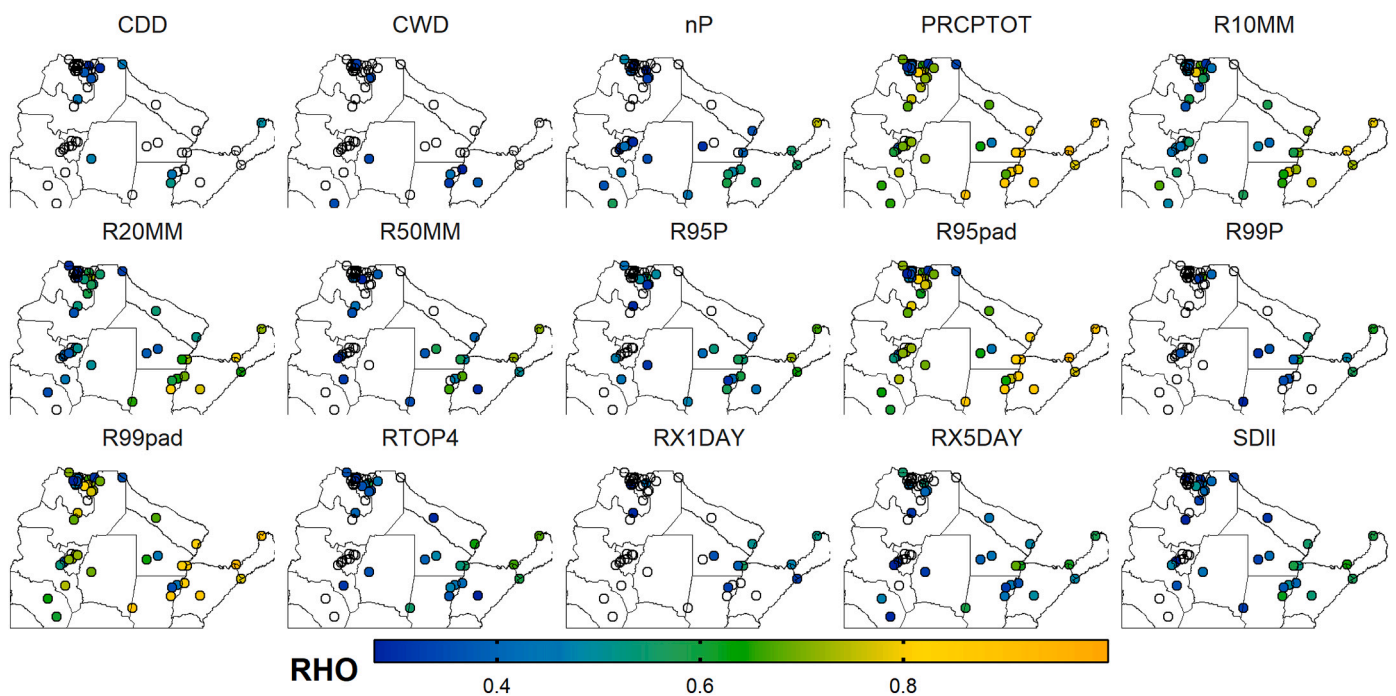 CDD CWD nP PRCPTOT R10MM
R20MM R50MM R95P R95pad R99P
R99pad RTOP4 RX1DAY RX5DAY SDII
RHO
0.4 0.6 0.8